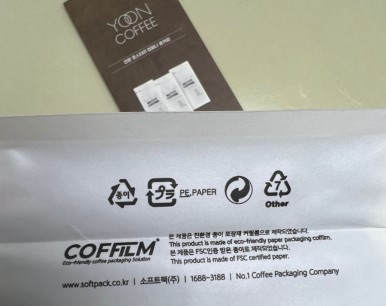 YOON
COFFEE
종이
プラ
PE, PAPER
7
Other
COFFIILM
Eco-friendly coffee packaging Solution
본 제품은 친환경 종이 포장재 커필름으로 제작되었습니다.
This product is made of eco-friendly paper packaging coffilm.
본 제품은 FSC인증 받은 종이로 제작되었습니다.
This product is made of FSC certified paper.
www.softpack.co.kr | 소프트팩(주) | 1688-3188 | No.1 Coffee Packaging Company